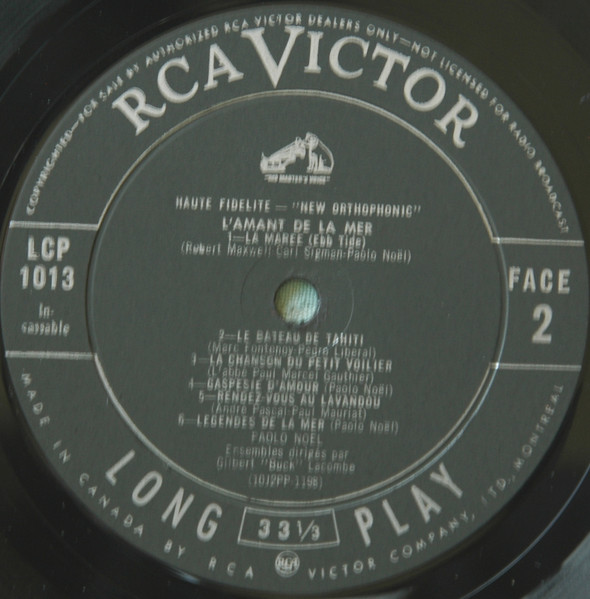 COPYRIGHTED—FOR SALE BY AUTHORIZED RCA VICTOR DEALERS ONLY—NOT LICENSED FOR RADIO BROADCAST
RCA VICTOR
"HIS MASTER'S VOICE"
HAUTE FIDELITE — "NEW ORTHOPHONIC"
L'AMANT DE LA MER
1—LA MAREE (Ebb Tide)
(Robert Maxwell-Carl Sigman-Paolo Noël)
LCP
1013
In-
cassable
FACE
2
2—LE BATEAU DE TAHITI
(Marc Fontenoy-Pedro Liberal)
3—LA CHANSON DU PETIT VOILIER
(L'abbé Paul Marcel Gauthier)
4—GASPESIE D'AMOUR (Paolo Noël)
5—RENDEZ-VOUS AU LAVANDOU
(André Pascal-Paul Mauriat)
6—LEGENDES DE LA MER (Paolo Noël)
PAOLO NOEL
Ensembles dirigés par
Gilbert "Buck" Lacombe
(10J2PP 1198)
LONG 33 1/3 PLAY
RCA
MADE IN CANADA BY RCA VICTOR COMPANY, LTD., MONTREAL